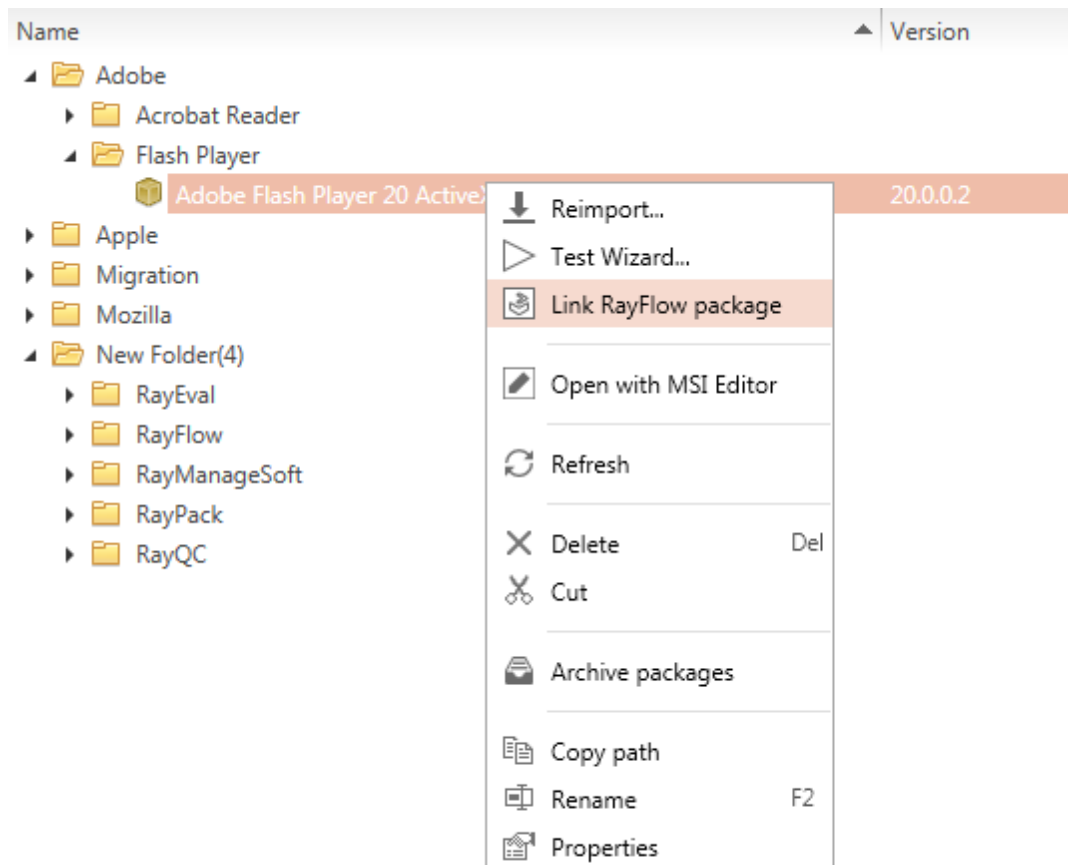 Name Version
Adobe
Acrobat Reader
Flash Player
Adobe Flash Player 20 ActiveX 20.0.0.2
Reimport...
Apple
Test Wizard...
Migration
Link RayFlow package
Mozilla
New Folder(4)
Open with MSI Editor
RayEval
RayFlow
Refresh
RayManageSoft
RayPack
Delete Del
RayQC
Cut
Archive packages
Copy path
Rename F2
Properties